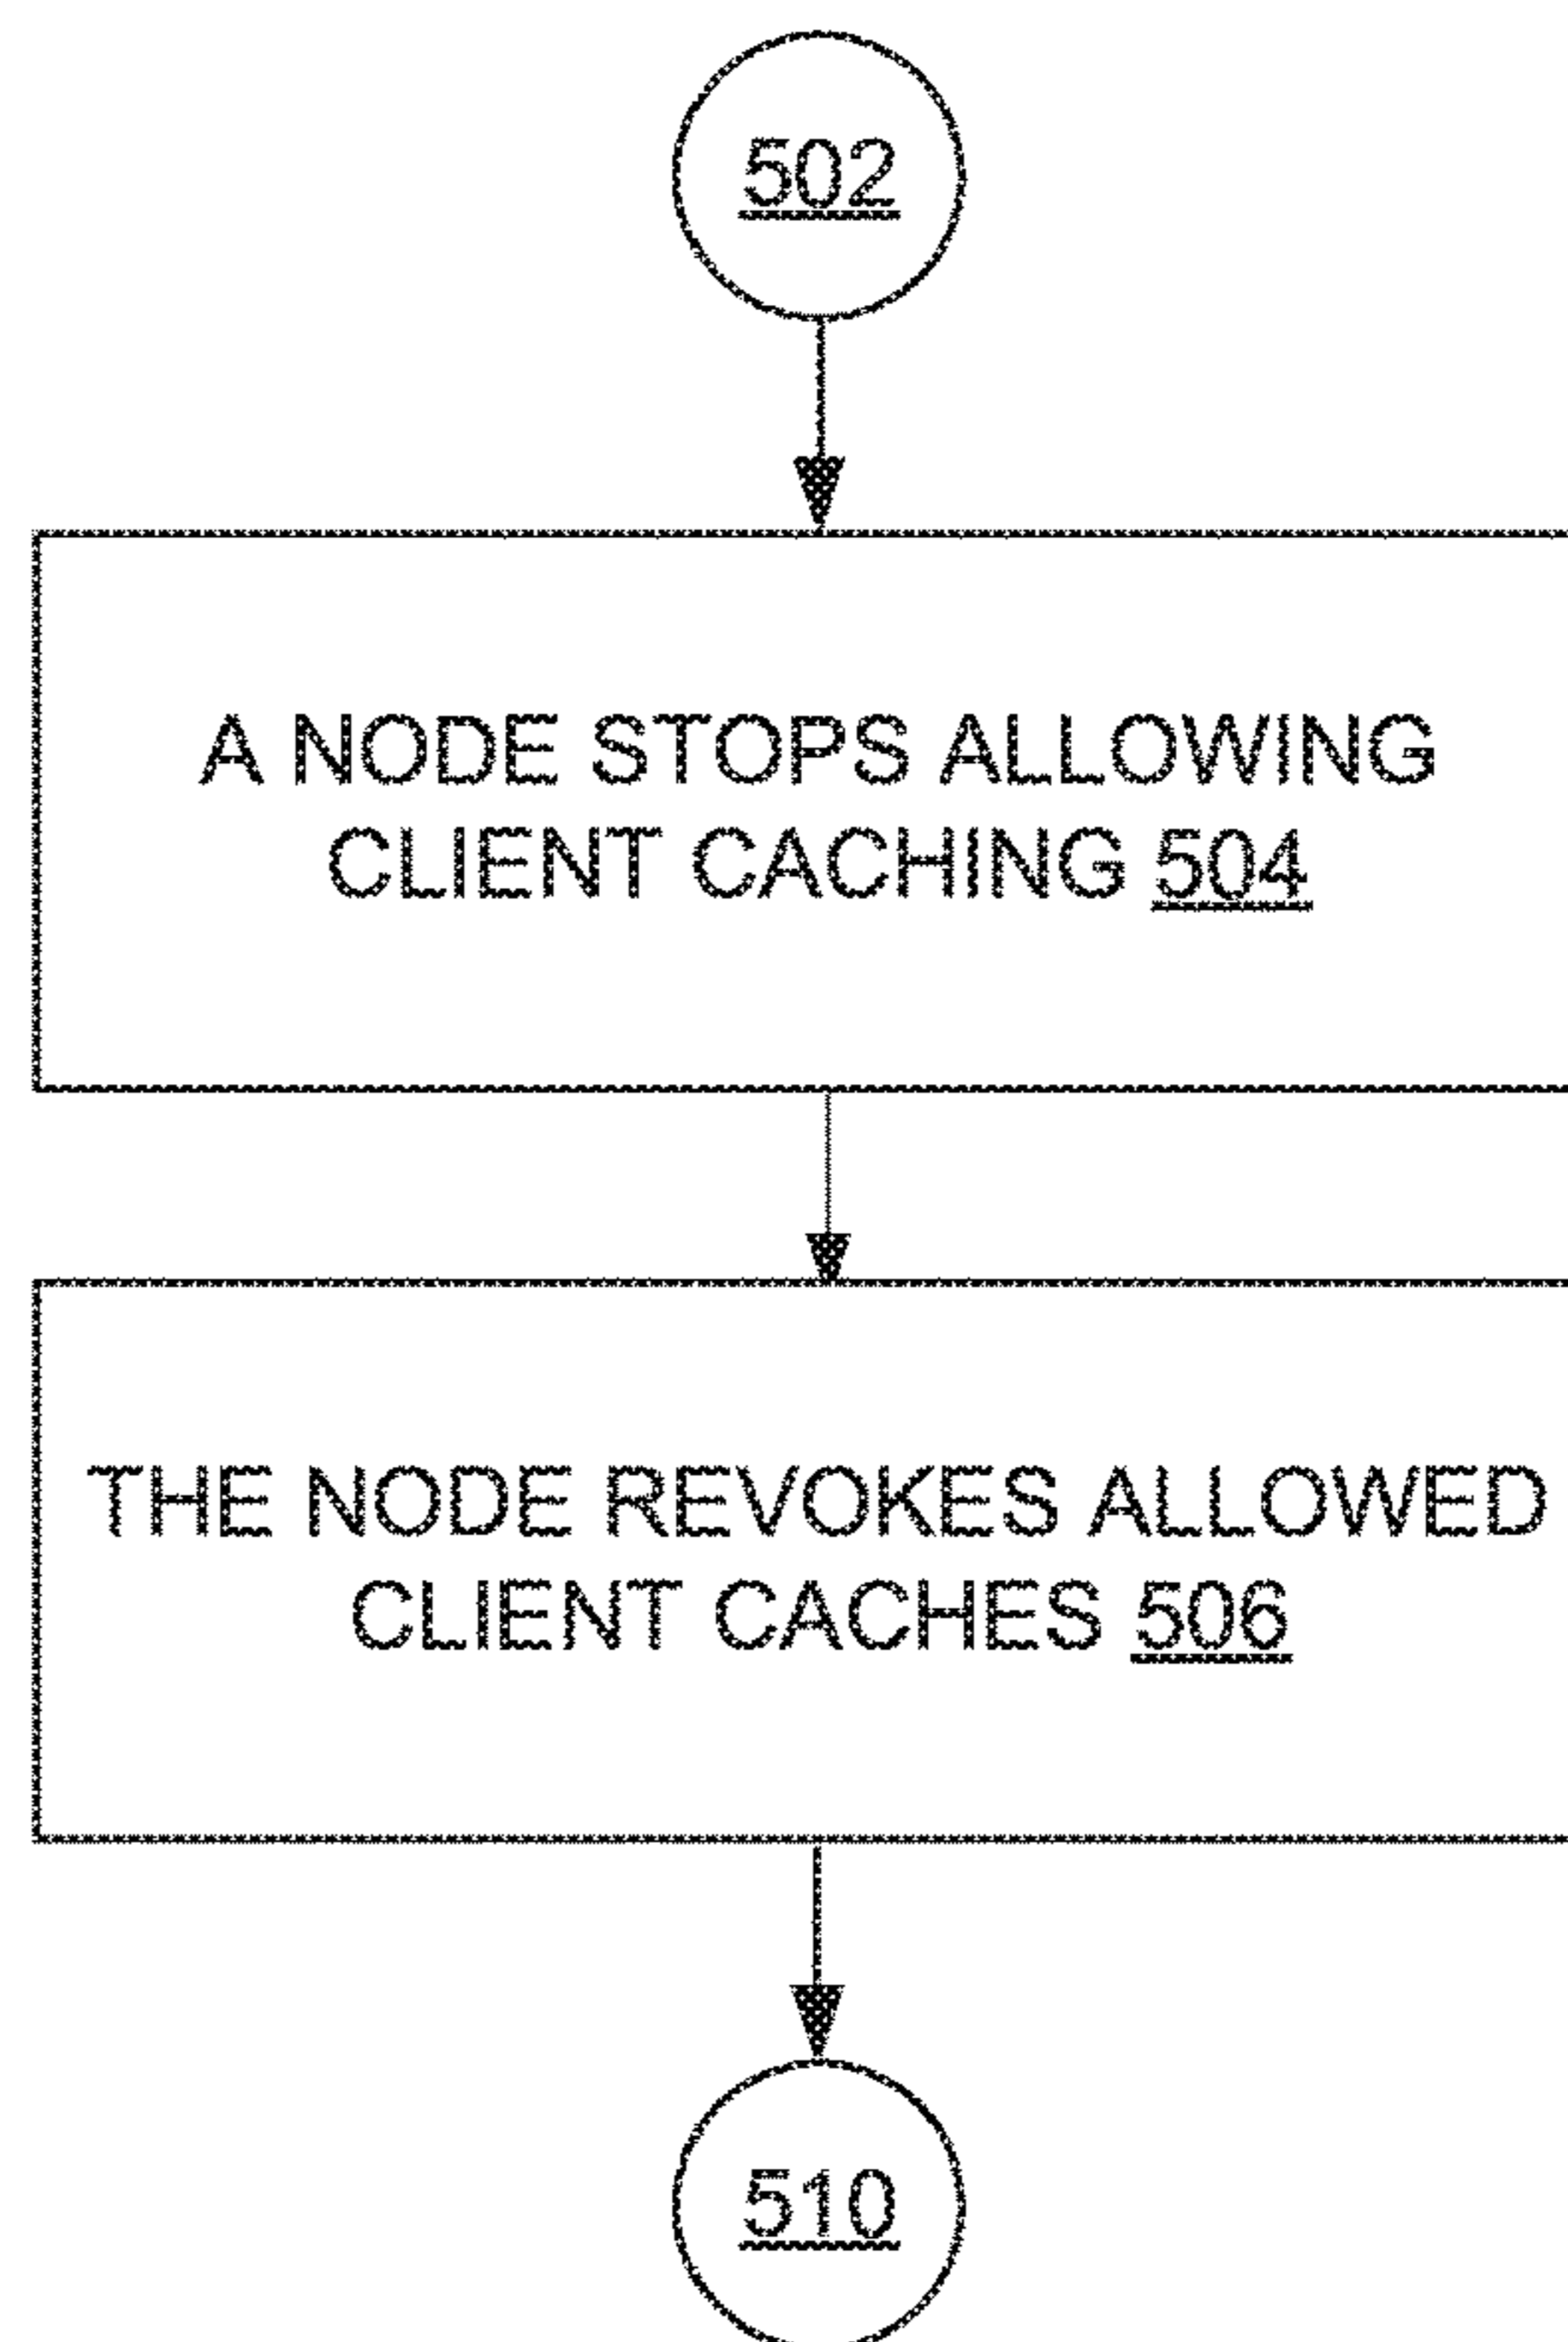 502
A NODE STOPS ALLOWING
CLIENT CACHING 504
THE NODE REVOKES ALLOWED
CLIENT CACHES 506
510